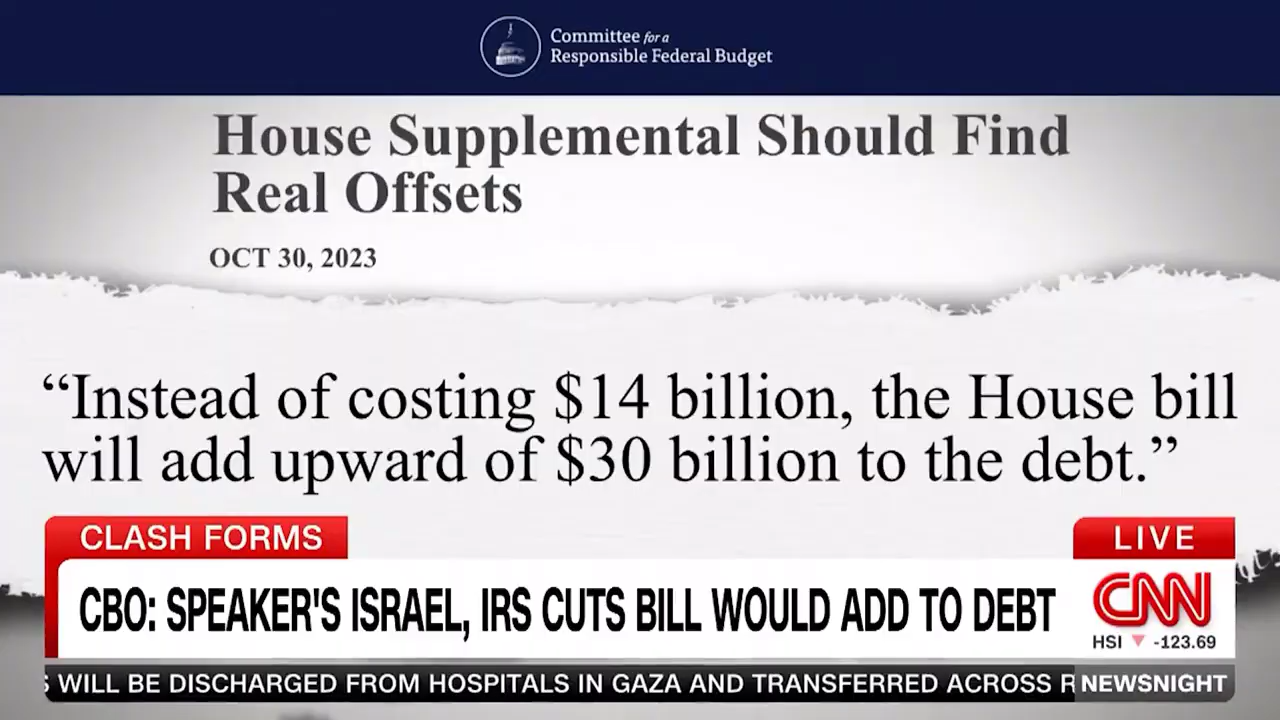 Committee for a
Responsible Federal Budget
House Supplemental Should Find
Real Offsets
OCT 30, 2023
“Instead of costing $14 billion, the House bill
will add upward of $30 billion to the debt.”
CLASH FORMS
LIVE
CBO: SPEAKER'S ISRAEL, IRS CUTS BILL WOULD ADD TO DEBT
CNN
HSI ▼ -123.69
WILL BE DISCHARGED FROM HOSPITALS IN GAZA AND TRANSFERRED ACROSS
NEWSNIGHT